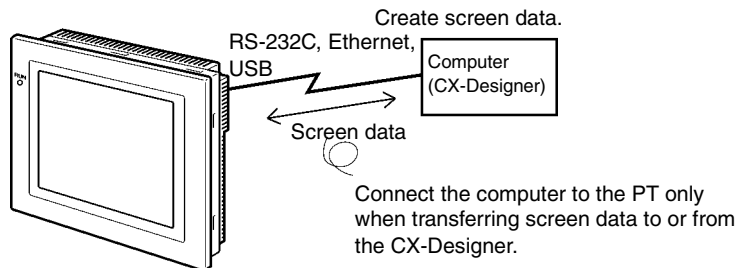 Create screen data.
RS-232C, Ethernet,
USB
Computer
(CX-Designer)
RUN
Screen data
Connect the computer to the PT only
when transferring screen data to or from
the CX-Designer.